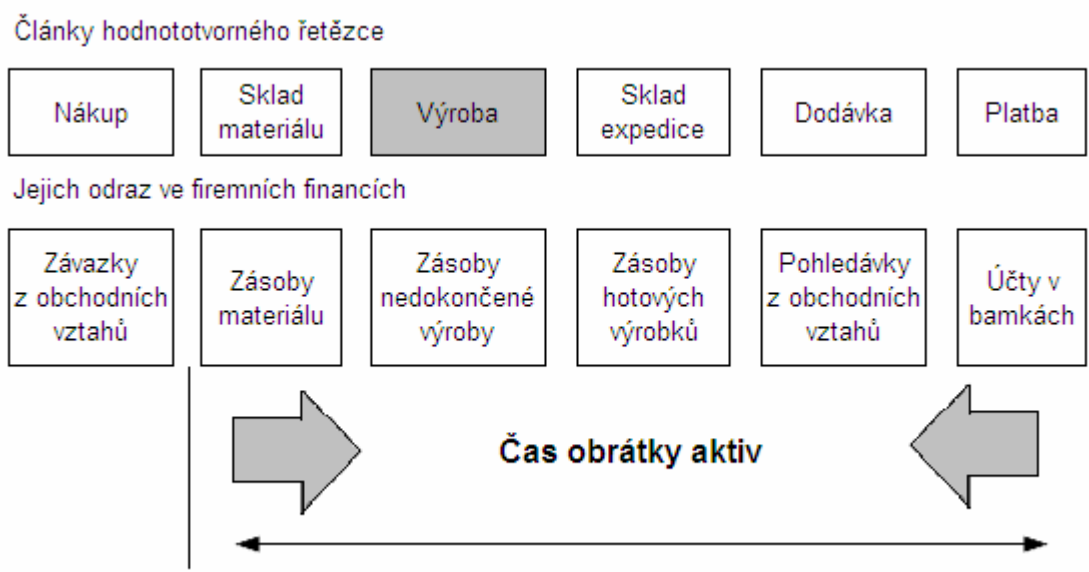 Články hodnototvorného řetězce
Nákup
Sklad
materiálu
Výroba
Sklad
expedice
Dodávka
Platba
Jejich odraz ve firemních financích
Závazky
z obchodních
vztahů
Zásoby
materiálu
Zásoby
nedokončené
výroby
Zásoby
hotových
výrobků
Pohledávky
z obchodních
vztahů
Účty v
bamkách
Čas obrátky aktiv